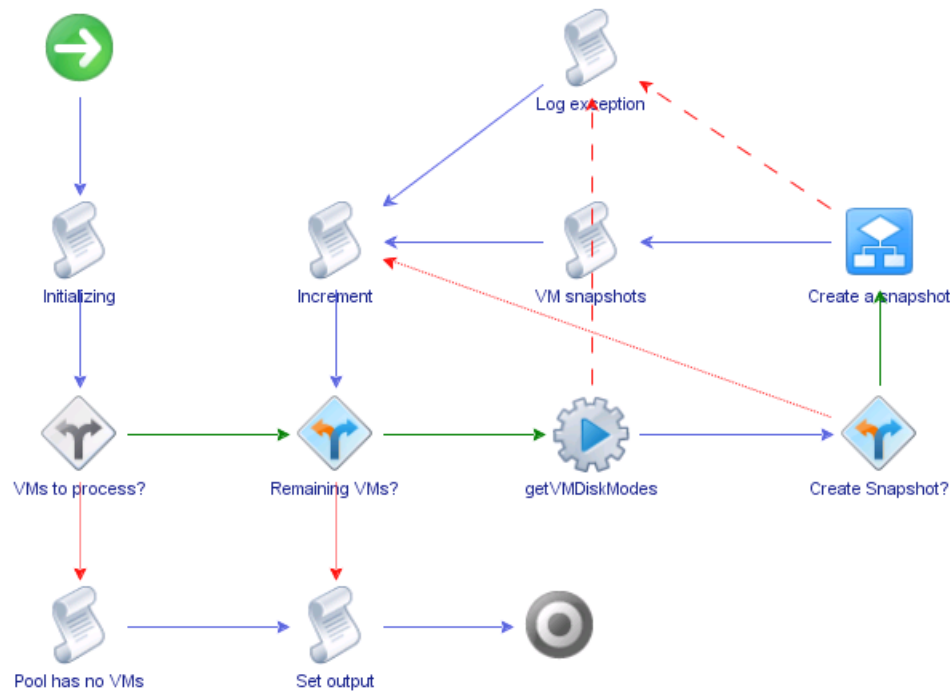 Log exception
Initializing
Increment
VM snapshots
Create a snapshot
VMs to process?
Remaining VMs?
getVMDiskModes
Create Snapshot?
Pool has no VMs
Set output